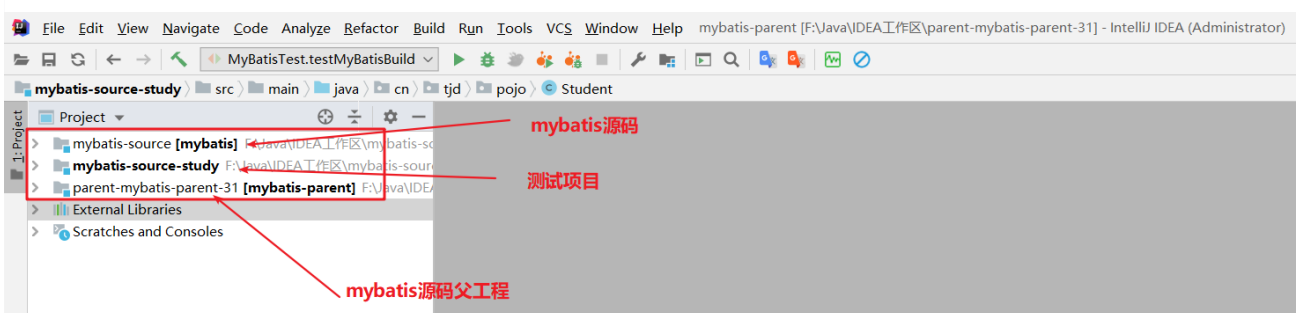 File Edit View Navigate Code Analyze Refactor Build Run Tools VCS Window Help mybatis-parent [F:\Java\IDEA工作区\parent-mybatis-parent-31] - IntelliJ IDEA (Administrator)
MyBatisTest.testMyBatisBuild
mybatis-source-study src main java cn tjd pojo Student
1: Project
Project
mybatis源码
mybatis-source [mybatis] F:\Java\IDEA工作区\mybatis-so
mybatis-source-study F:\Java\IDEA工作区\mybatis-sour
测试项目
parent-mybatis-parent-31 [mybatis-parent] F:\Java\IDE
External Libraries
Scratches and Consoles
mybatis源码父工程